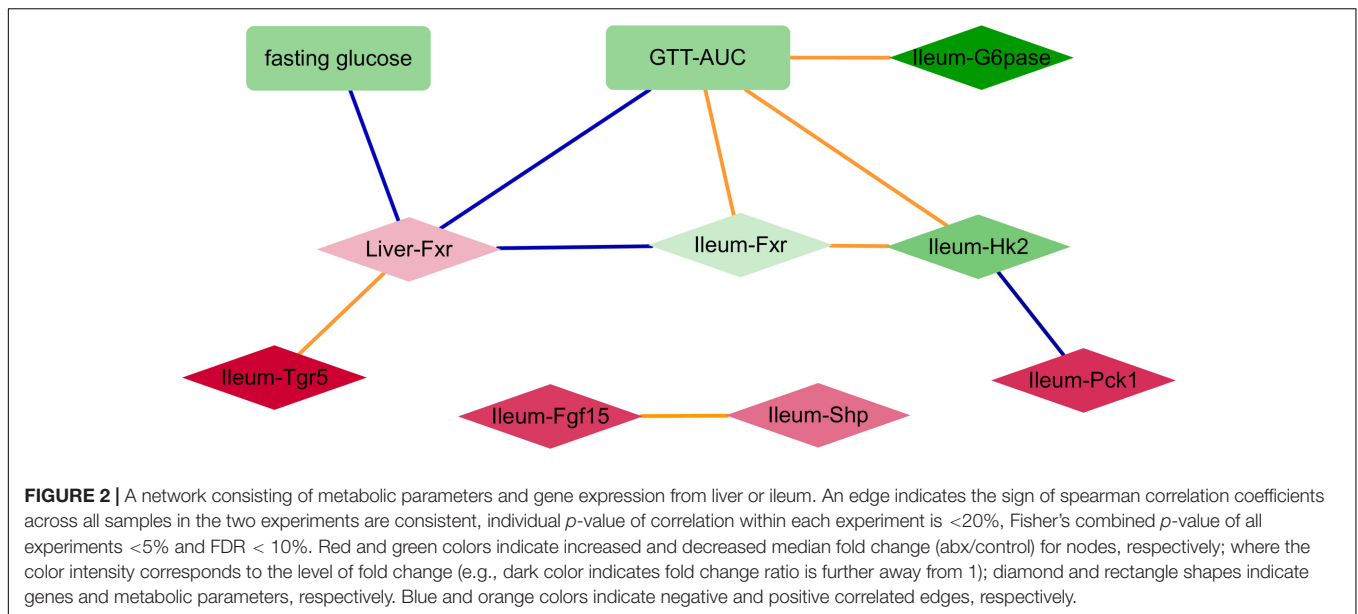 fasting glucose
GTT-AUC
Ileum-G6pase
Liver-Fxr
Ileum-Fxr
Ileum-Hk2
Ileum-Tgr5
Ileum-Pck1
Ileum-Fgf15
Ileum-Shp
FIGURE 2 | A network consisting of metabolic parameters and gene expression from liver or ileum. An edge indicates the sign of spearman correlation coefficients
across all samples in the two experiments are consistent, individual p-value of correlation within each experiment is <20%, Fisher's combined p-value of all
experiments <5% and FDR < 10%. Red and green colors indicate increased and decreased median fold change (abx/control) for nodes, respectively; where the
color intensity corresponds to the level of fold change (e.g., dark color indicates fold change ratio is further away from 1); diamond and rectangle shapes indicate
genes and metabolic parameters, respectively. Blue and orange colors indicate negative and positive correlated edges, respectively.